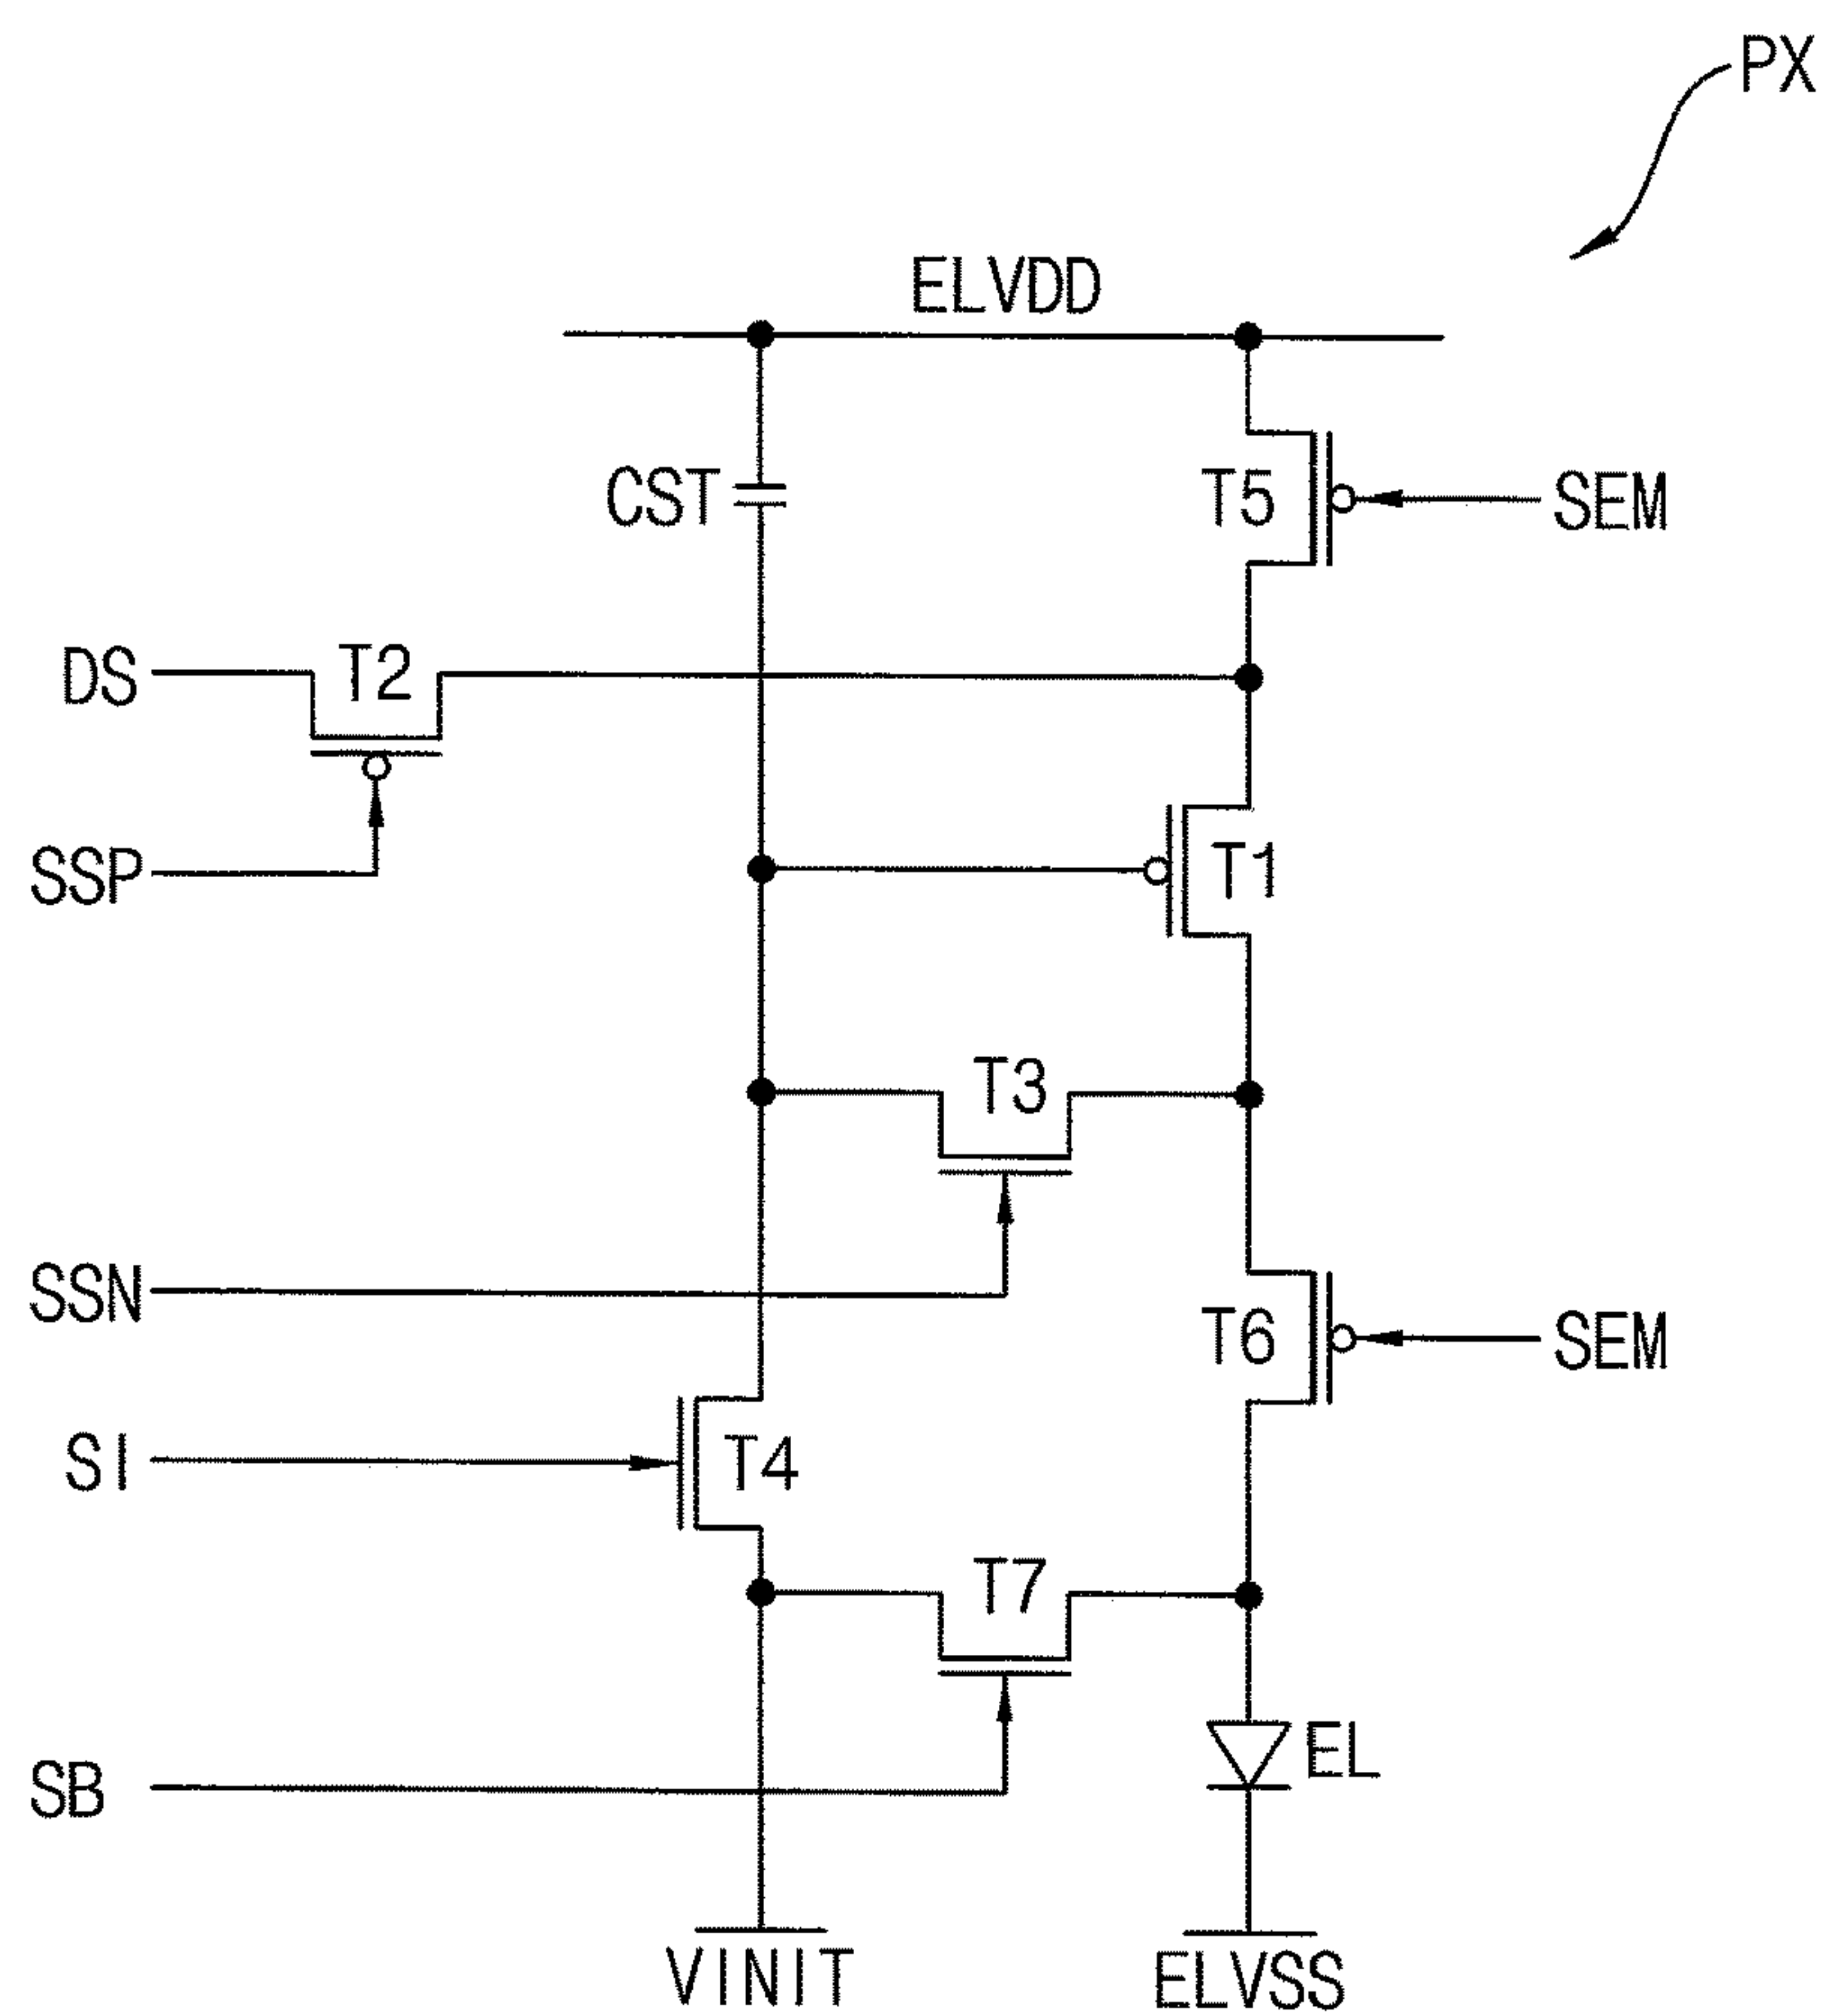 PX
ELVDD
CST
T5
SEM
DS
T2
SSP
T1
T3
SSN
T6
SEM
SI
T4
T7
SB
EL
VINIT
ELVSS